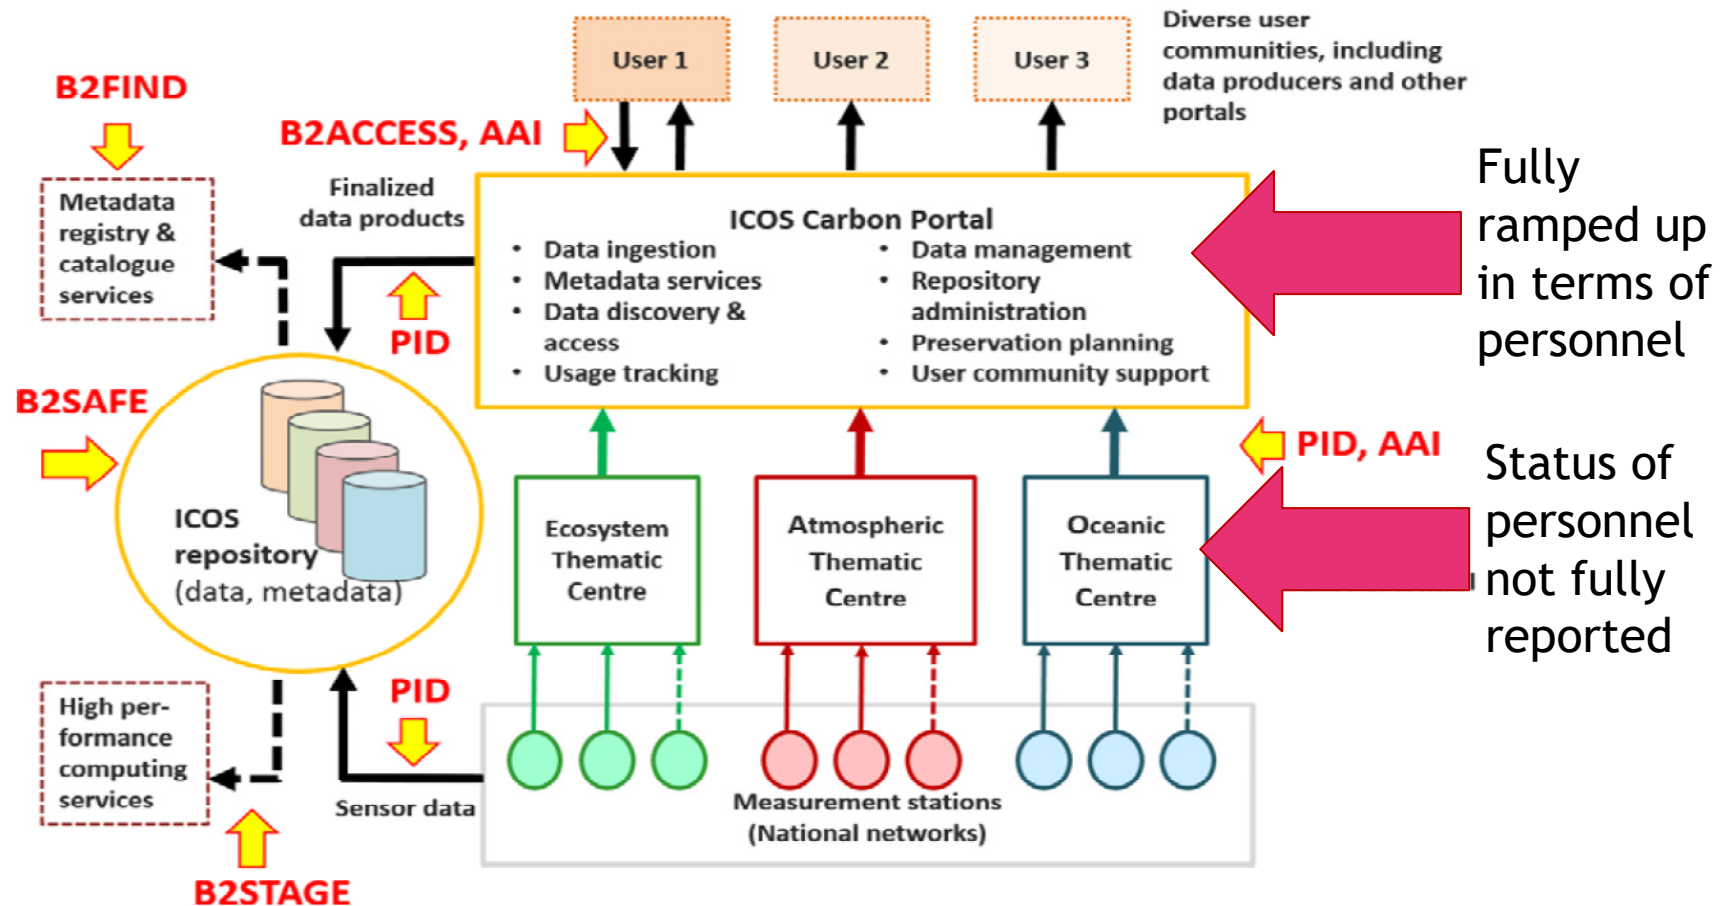 User 1
User 2
User 3
Diverse user
communities, including
data producers and other
portals
B2FIND
B2ACCESS, AAI
Metadata
registry &
catalogue
services
Finalized
data products
PID
ICOS Carbon Portal
• Data ingestion
• Metadata services
• Data discovery &
access
• Usage tracking
• Data management
• Repository
administration
• Preservation planning
• User community support
Fully
ramped up
in terms of
personnel
B2SAFE
ICOS
repository
(data, metadata)
Ecosystem
Thematic
Centre
Atmospheric
Thematic
Centre
Oceanic
Thematic
Centre
PID, AAI
Status of
personnel
not fully
reported
High per-
formance
computing
services
PID
Sensor data
Measurement stations
(National networks)
B2STAGE